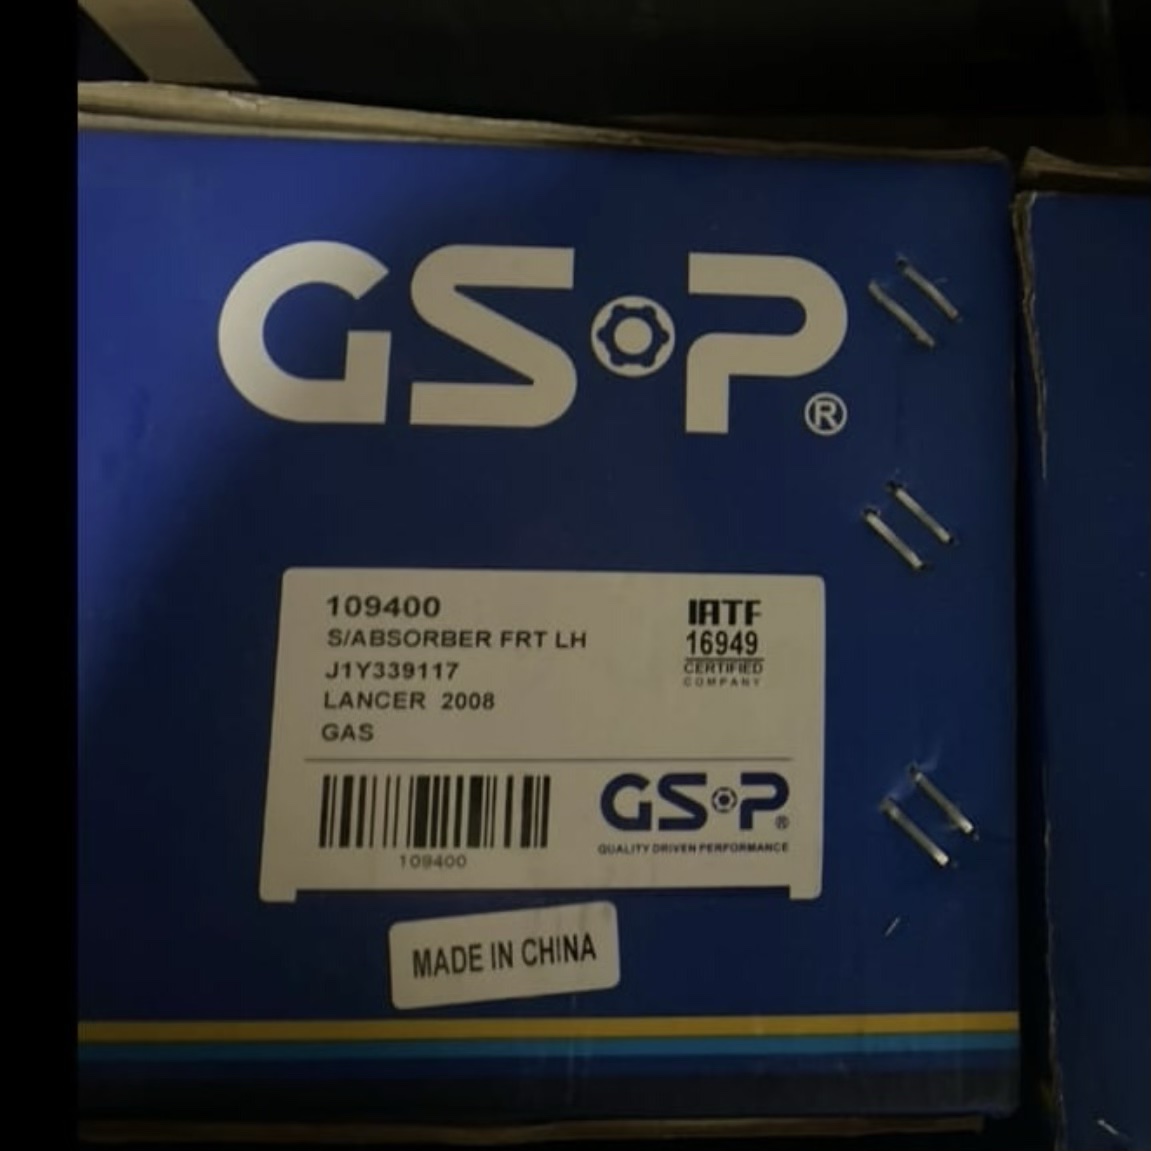 GSP®
109400
S/ABSORBER FRT LH
J1Y339117
LANCER 2008
GAS
IATF
16949
CERTIFIED
COMPANY
109400
GSP®
QUALITY DRIVEN PERFORMANCE
MADE IN CHINA